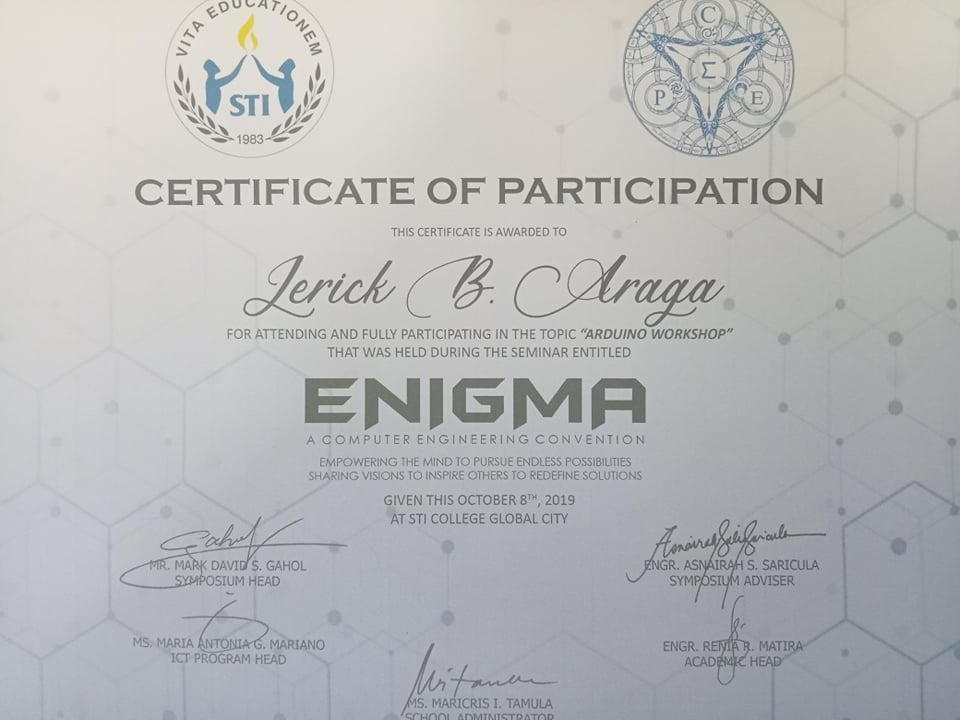 VITA EDUCATIONEM
STI
1983
C
Σ
P E
CERTIFICATE OF PARTICIPATION
THIS CERTIFICATE IS AWARDED TO
Jerick B. Araga
FOR ATTENDING AND FULLY PARTICIPATING IN THE TOPIC “ARDUINO WORKSHOP”
THAT WAS HELD DURING THE SEMINAR ENTITLED
ENIGMA
A COMPUTER ENGINEERING CONVENTION
EMPOWERING THE MIND TO PURSUE ENDLESS POSSIBILITIES
SHARING VISIONS TO INSPIRE OTHERS TO REDEFINE SOLUTIONS
GIVEN THIS OCTOBER 8TH, 2019
AT STI COLLEGE GLOBAL CITY
MR. MARK DAVID S. GAHOL
SYMPOSIUM HEAD
ENGR. ASNAIRAH S. SARICULA
SYMPOSIUM ADVISER
MS. MARIA ANTONIA G. MARIANO
ICT PROGRAM HEAD
ENGR. RENIA R. MATIRA
ACADEMIC HEAD
MS. MARICRIS I. TAMULA
SCHOOL ADMINISTRATOR